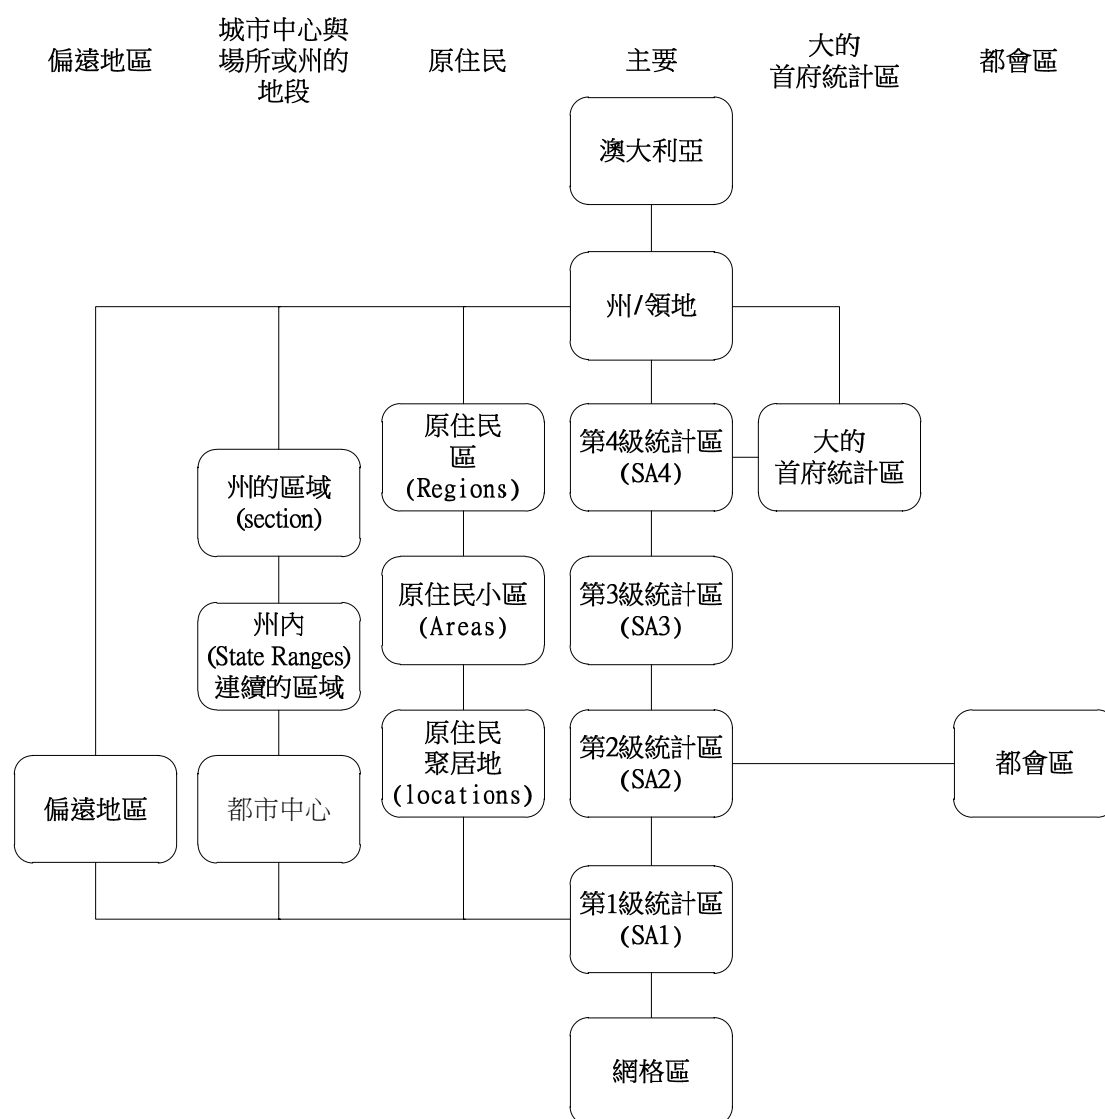 偏遠地區
城市中心與
場所或州的
地段
原住民
主要
大的
首府統計區
都會區
澳大利亞
州/領地
原住民
區
(Regions)
第4級統計區
(SA4)
大的
首府統計區
州的區域
(section)
原住民小區
(Areas)
第3級統計區
(SA3)
州內
(State Ranges)
連續的區域
原住民
聚居地
(locations)
第2級統計區
(SA2)
都會區
偏遠地區
都市中心
第1級統計區
(SA1)
網格區